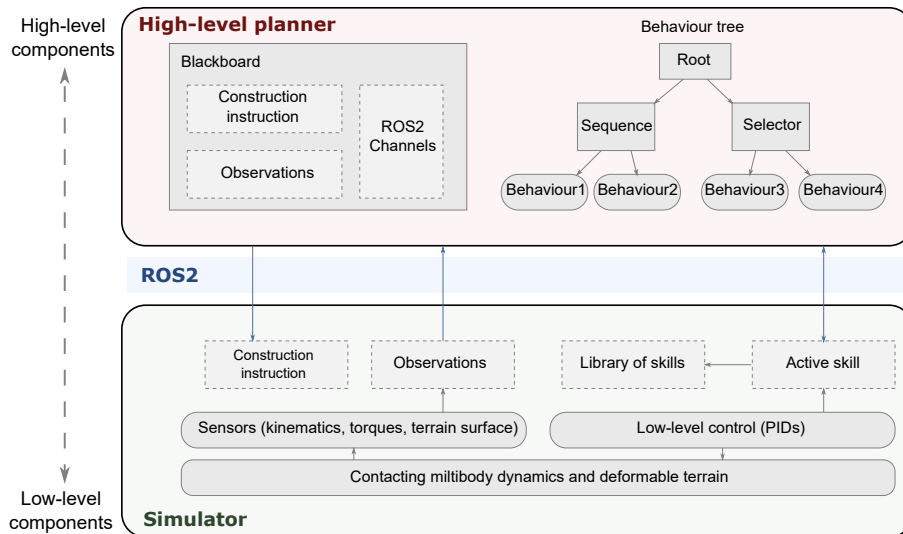 High-level
components
High-level planner
Behaviour tree
Blackboard
Construction
instruction
Observations
ROS2
Channels
Root
Sequence
Selector
Behaviour1
Behaviour2
Behaviour3
Behaviour4
ROS2
Construction
instruction
Observations
Library of skills
Active skill
Sensors (kinematics, torques, terrain surface)
Low-level control (PIDs)
Contacting miltibody dynamics and deformable terrain
Low-level
components
Simulator